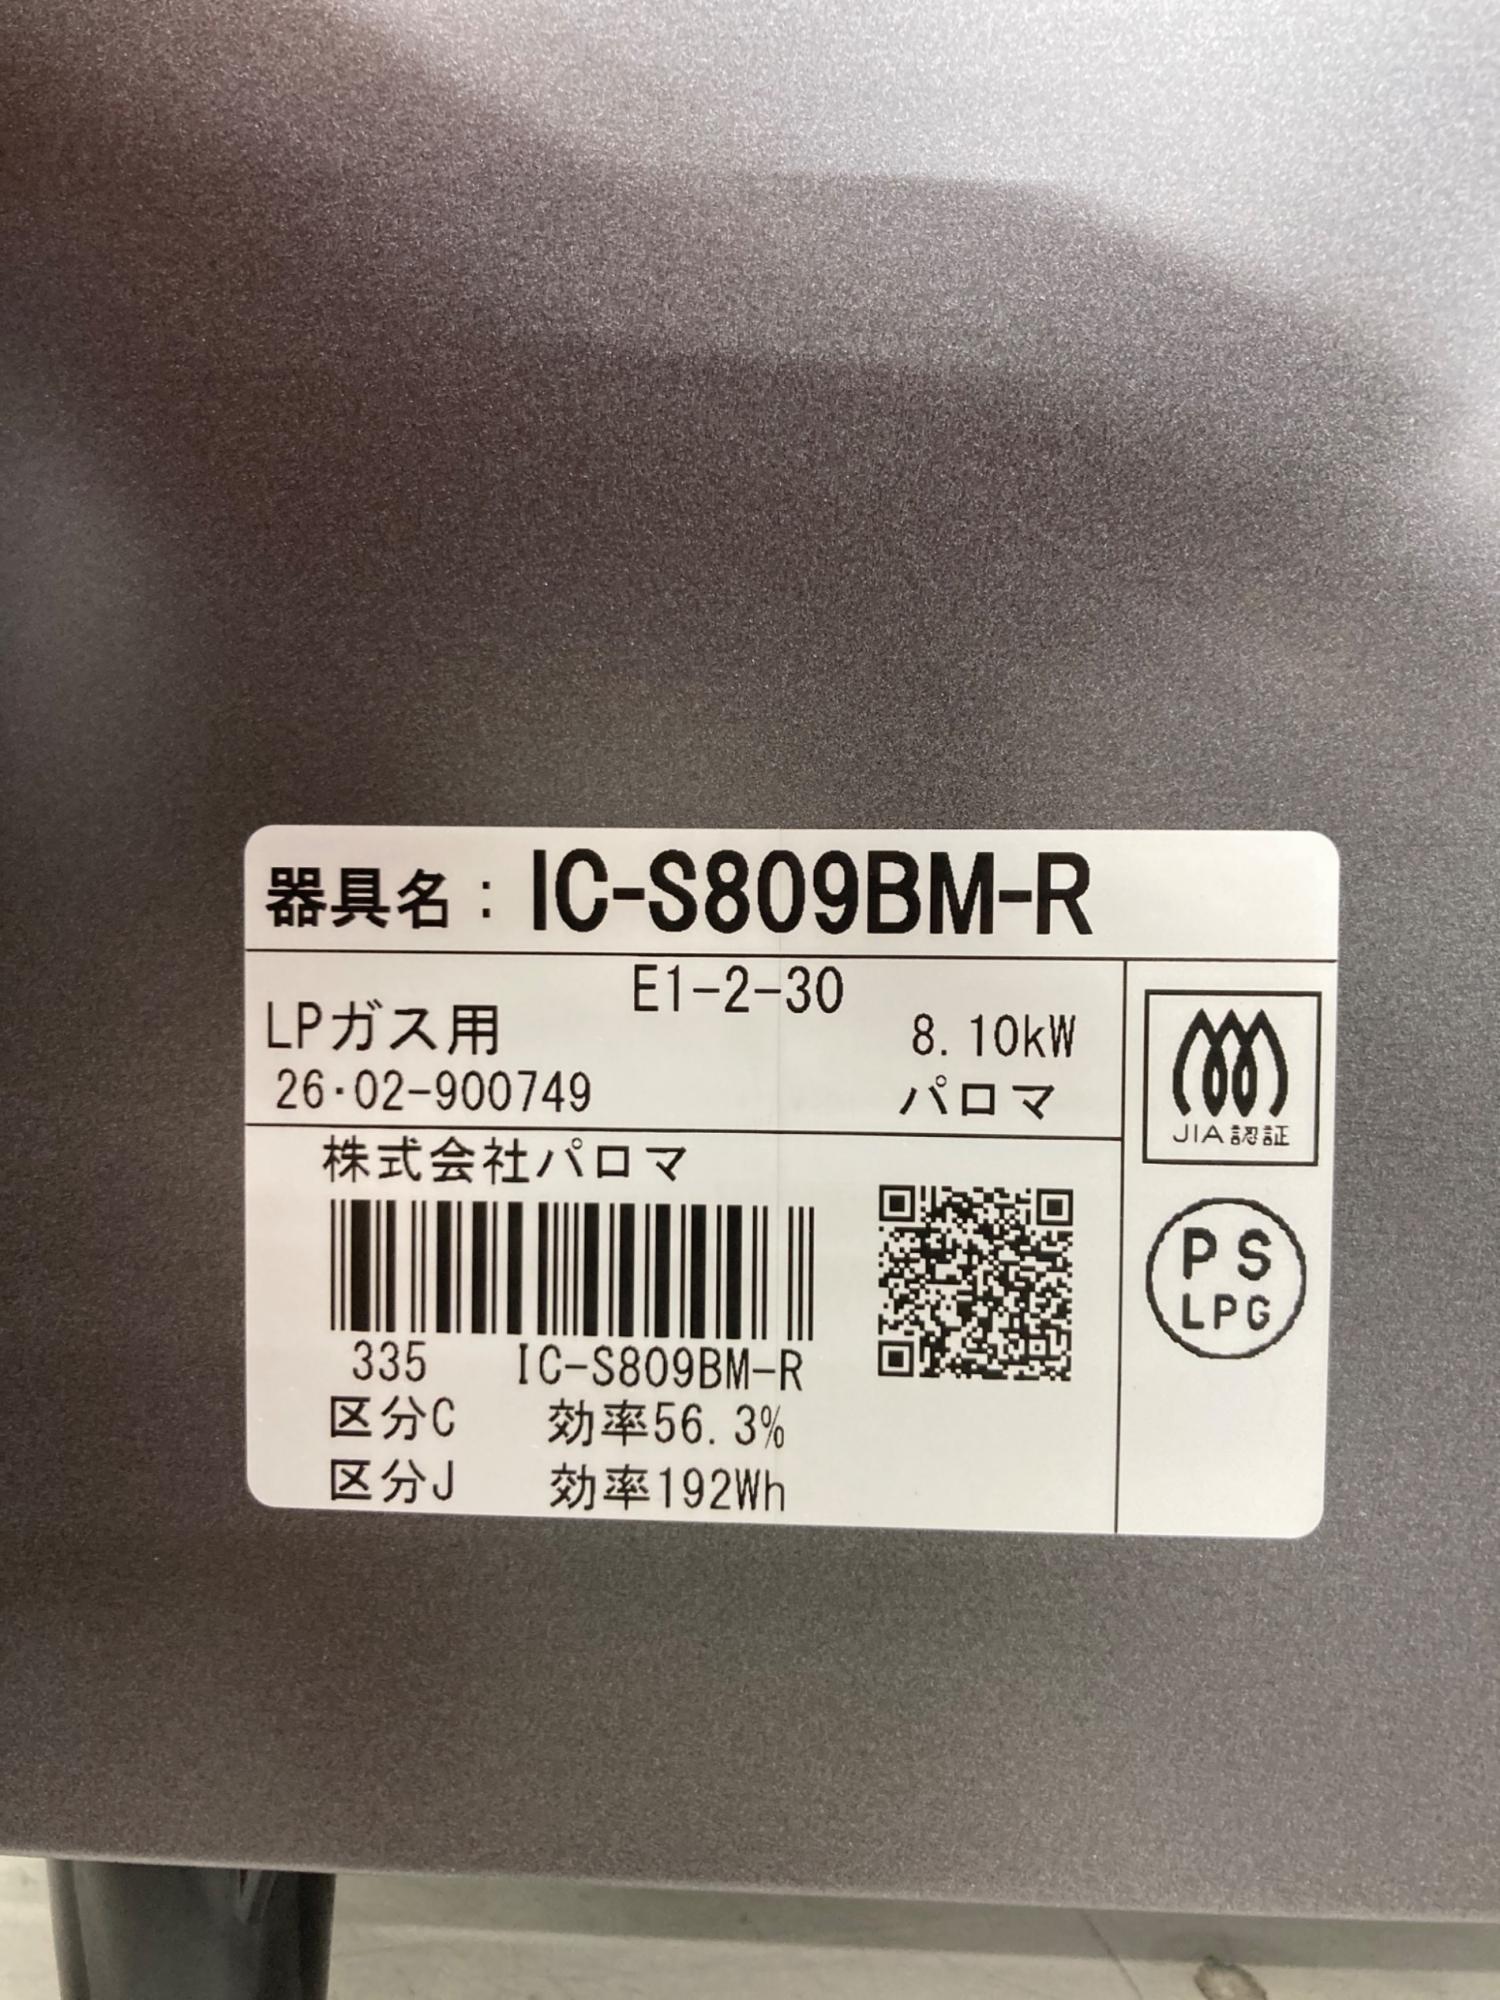 器具名：IC-S809BM-R
E1-2-30
LPガス用 8.10kW
26・02-900749 パロマ
JIA認証
株式会社パロマ
PS
LPG
335 IC-S809BM-R
区分C 効率56.3%
区分J 効率192Wh